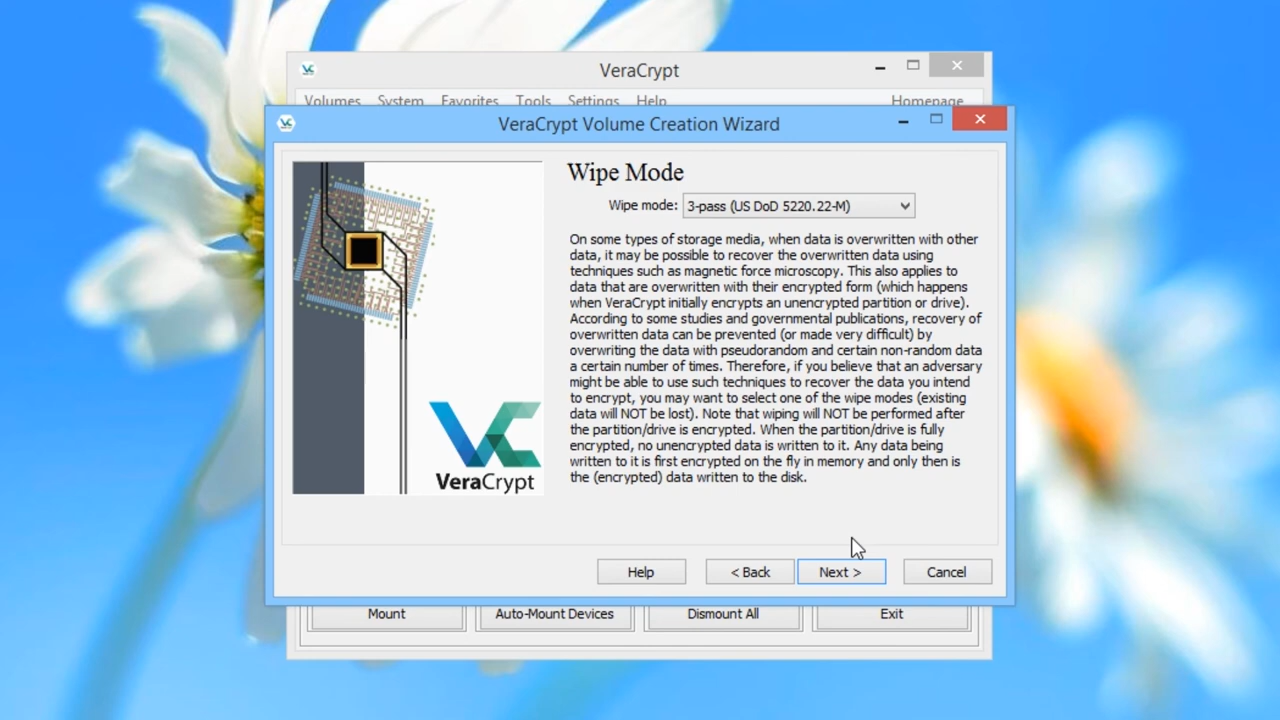 VeraCrypt
Volumes System Favorites Tools Settings Help Homepage
VeraCrypt Volume Creation Wizard
Wipe Mode
Wipe mode: 3-pass (US DoD 5220.22-M)
On some types of storage media, when data is overwritten with other
data, it may be possible to recover the overwritten data using
techniques such as magnetic force microscopy. This also applies to
data that are overwritten with their encrypted form (which happens
when VeraCrypt initially encrypts an unencrypted partition or drive).
According to some studies and governmental publications, recovery of
overwritten data can be prevented (or made very difficult) by
overwriting the data with pseudorandom and certain non-random data
a certain number of times. Therefore, if you believe that an adversary
might be able to use such techniques to recover the data you intend
to encrypt, you may want to select one of the wipe modes (existing
data will NOT be lost). Note that wiping will NOT be performed after
the partition/drive is encrypted. When the partition/drive is fully
encrypted, no unencrypted data is written to it. Any data being
written to it is first encrypted on the fly in memory and only then is
the (encrypted) data written to the disk.
VeraCrypt
Help < Back Next > Cancel
Mount Auto-Mount Devices Dismount All Exit